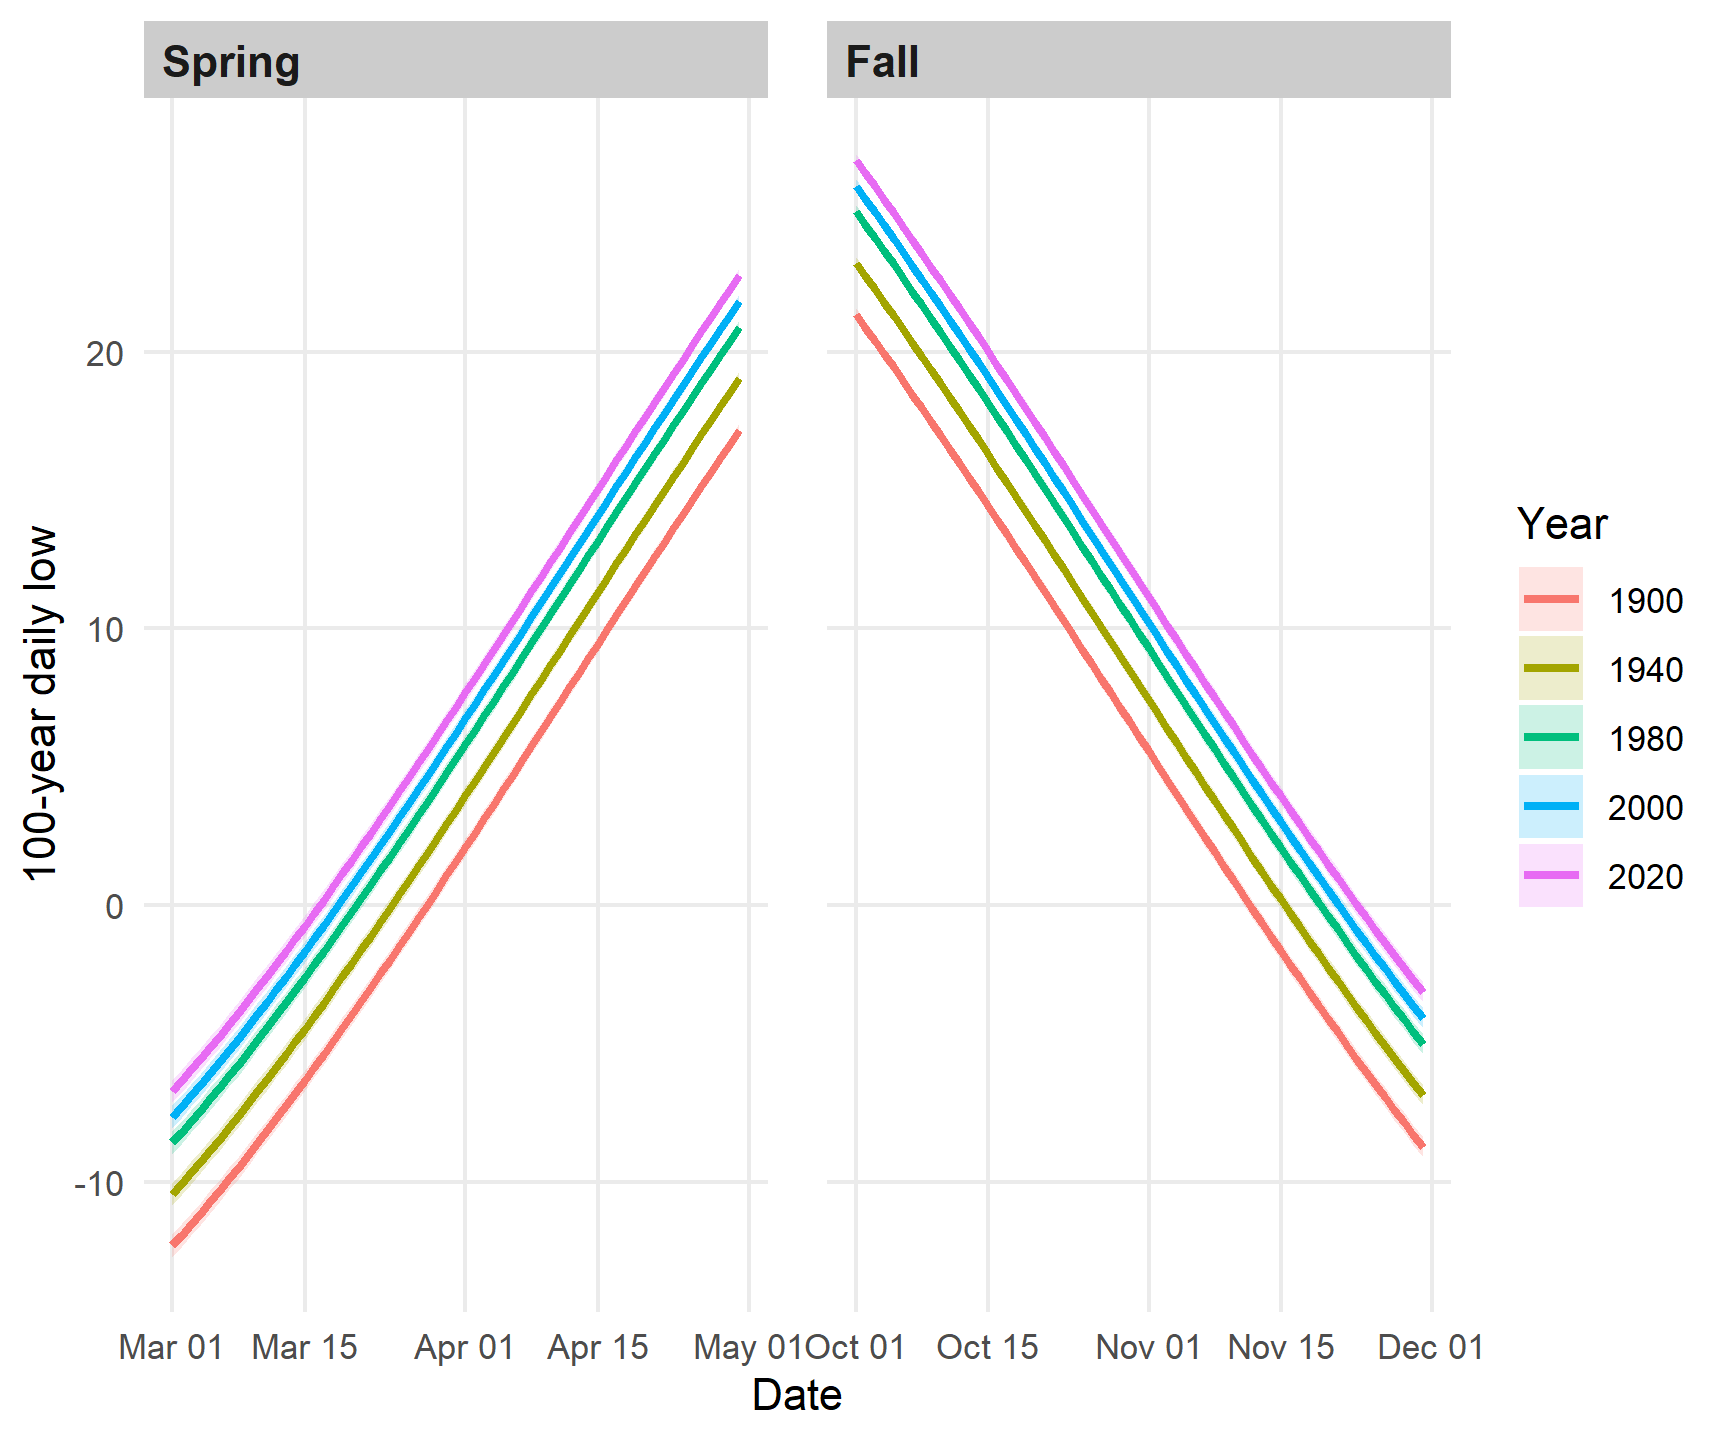 Spring
Fall
100-year daily low
20
10
0
-10
Mar 01 Mar 15 Apr 01 Apr 15 May 01 Oct 01 Oct 15 Nov 01 Nov 15 Dec 01
Date
Year
1900
1940
1980
2000
2020